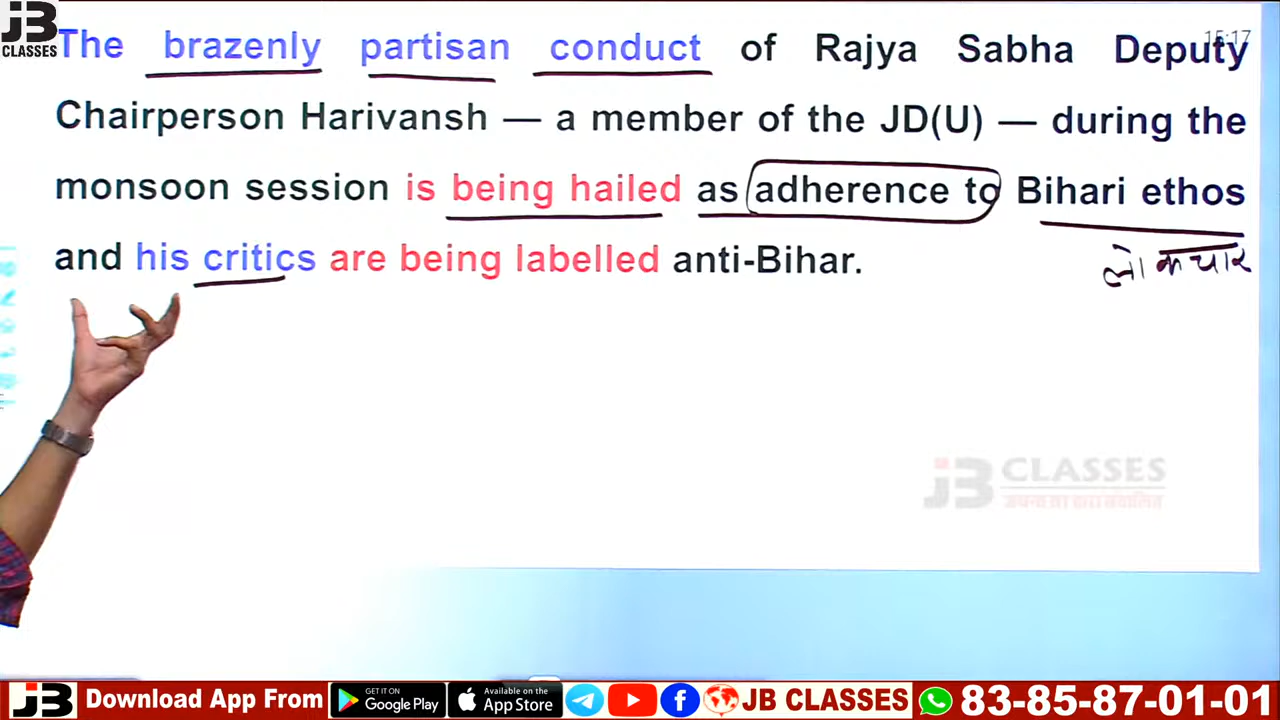 JB
CLASSES
15:17
The brazenly partisan conduct of Rajya Sabha Deputy
Chairperson Harivansh — a member of the JD(U) — during the
monsoon session is being hailed as adherence to Bihari ethos
and his critics are being labelled anti-Bihar.
लोकचार
JB CLASSES
JB Download App From GET IT ON Google Play Available on the App Store JB CLASSES 83-85-87-01-01